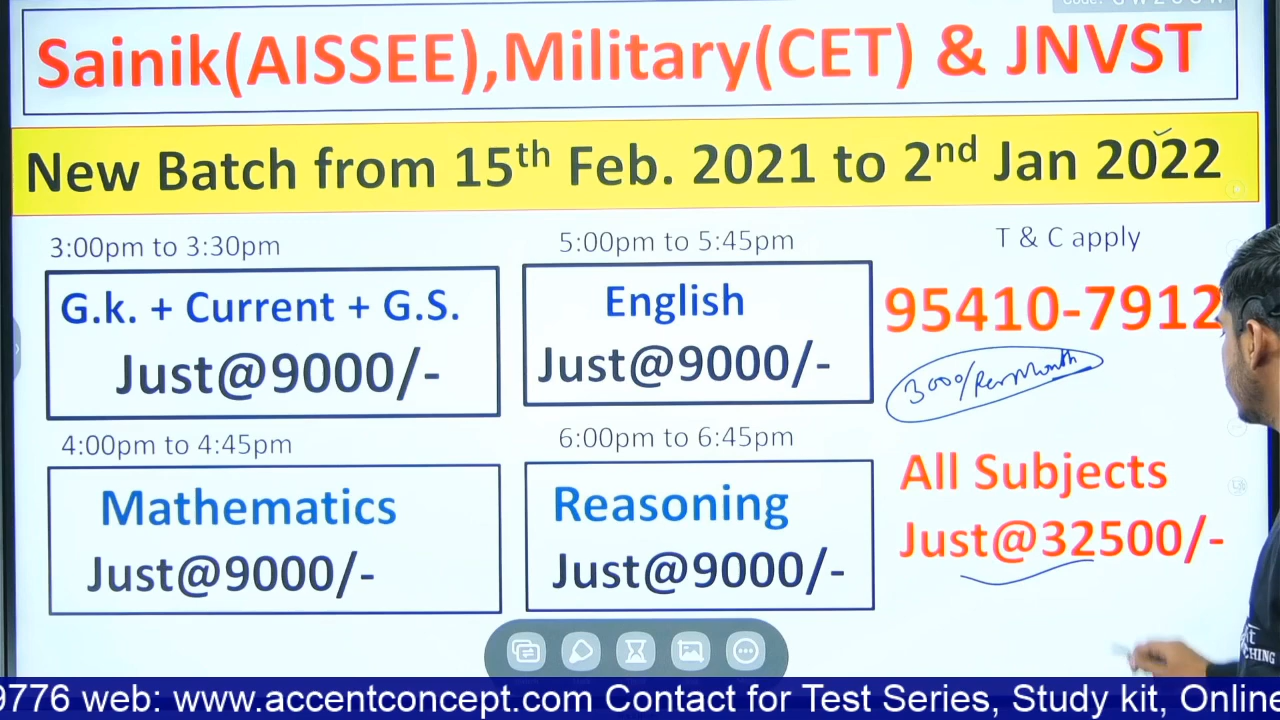 Sainik(AISSEE),Military(CET) & JNVST
New Batch from 15th Feb. 2021 to 2nd Jan 2022
3:00pm to 3:30pm
G.k. + Current + G.S.
Just@9000/-
5:00pm to 5:45pm
English
Just@9000/-
T & C apply
95410-7912
3000/Per Month
4:00pm to 4:45pm
Mathematics
Just@9000/-
6:00pm to 6:45pm
Reasoning
Just@9000/-
All Subjects
Just@32500/-
CHING
9776 web: www.accentconcept.com Contact for Test Series, Study kit, Online